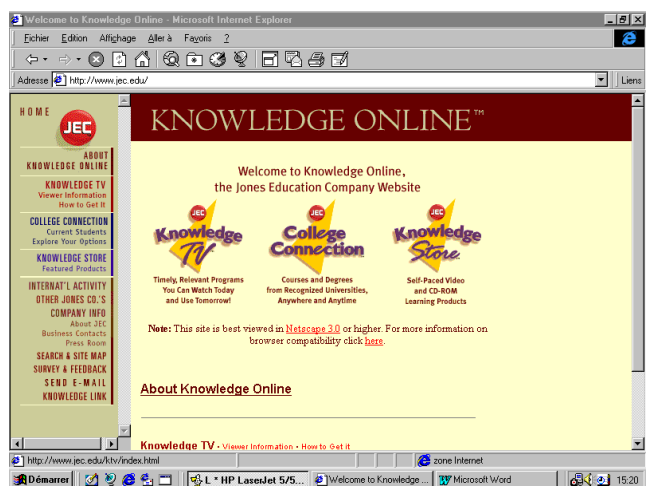 Welcome to Knowledge Online - Microsoft Internet Explorer
Fichier Edition Affichage Aller à Favoris ?
Adresse http://www.jec.edu/ Liens
HOME
JEC
ABOUT
KNOWLEDGE ONLINE
KNOWLEDGE TV
Viewer Information
How to Get It
COLLEGE CONNECTION
Current Students
Explore Your Options
KNOWLEDGE STORE
Featured Products
INTERNAT'L ACTIVITY
OTHER JONES CO.'S
COMPANY INFO
About JEC
Business Contacts
Press Room
SEARCH & SITE MAP
SURVEY & FEEDBACK
SEND E-MAIL
KNOWLEDGE LINK
KNOWLEDGE ONLINE™
Welcome to Knowledge Online,
the Jones Education Company Website
JEC
Knowledge
TV
Timely, Relevant Programs
You Can Watch Today
and Use Tomorrow!
JEC
College
Connection
Courses and Degrees
from Recognized Universities,
Anywhere and Anytime
JEC
Knowledge
Store
Self-Paced Video
and CD-ROM
Learning Products
Note: This site is best viewed in Netscape 3.0 or higher. For more information on
browser compatibility click here.
About Knowledge Online
Knowledge TV • Viewer Information • How to Get it
http://www.jec.edu/ktv/index.html zone Internet
Démarrer L * HP LaserJet 5/5... Welcome to Knowledge ... Microsoft Word 15:20